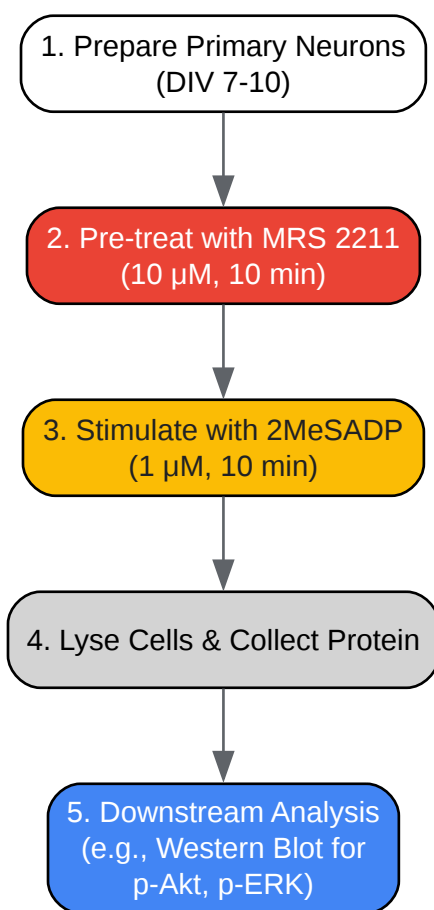 1. Prepare Primary Neurons
(DIV 7-10)
2. Pre-treat with MRS 2211
(10 μM, 10 min)
3. Stimulate with 2MeSADP
(1 μM, 10 min)
4. Lyse Cells & Collect Protein
5. Downstream Analysis
(e.g., Western Blot for
p-Akt, p-ERK)